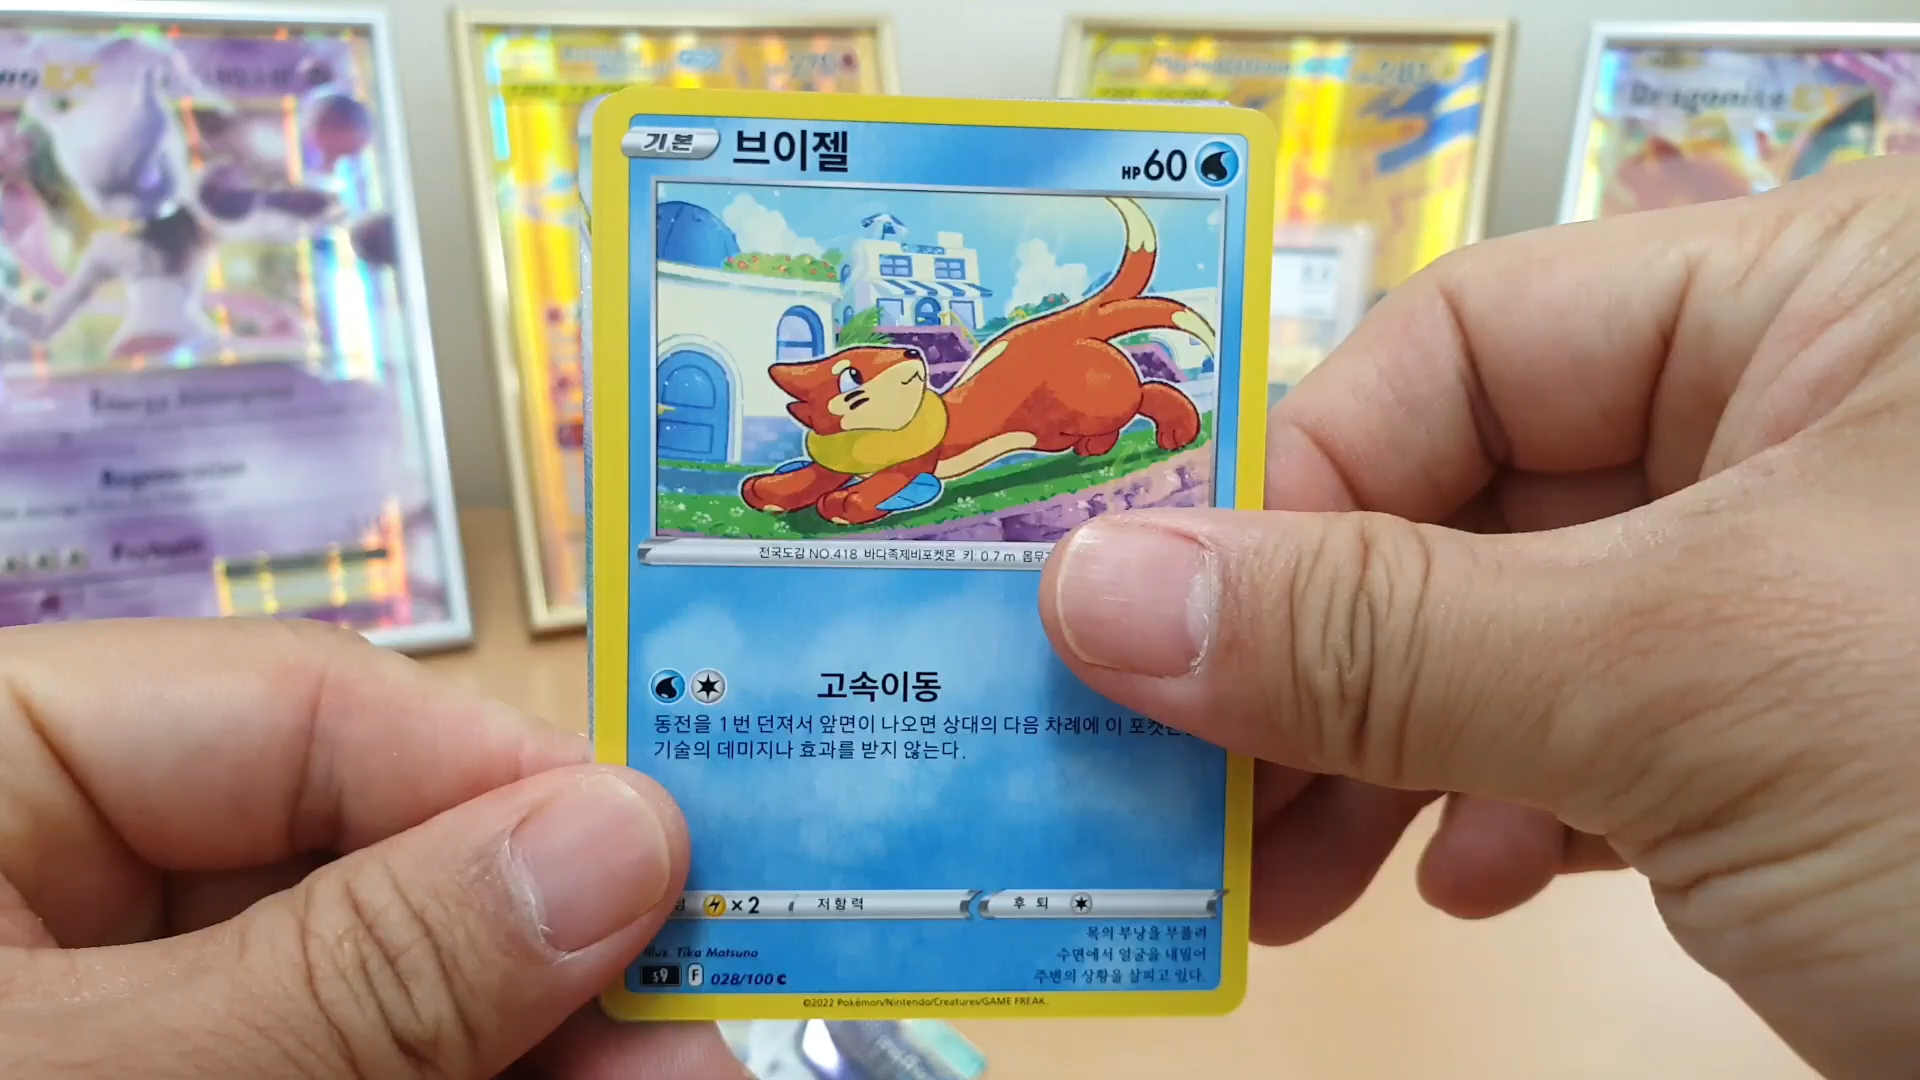 기본 브이젤 HP 60
전국도감 NO.418 바다족제비포켓몬 키: 0.7 m
고속이동
동전을 1번 던져서 앞면이 나오면 상대의 다음 차례에 이
기술의 데미지나 효과를 받지 않는다.
×2 저항력 후퇴
목의 부낭을 부풀려
수면에서 얼굴을 내밀어
주변의 상황을 살피고 있다.
Illus. Tika Matsuno
s9 F 028/100 C
©2022 Pokémon/Nintendo/Creatures/GAME FREAK.
EX
Regeneration
Dragonite EX